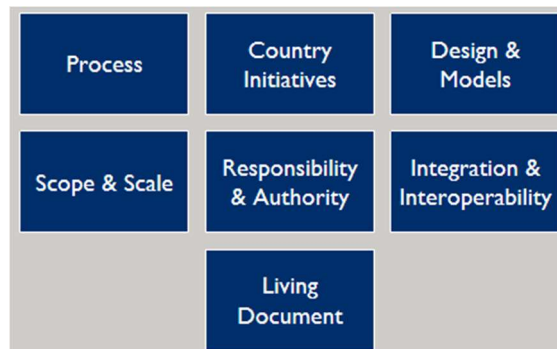 Process
Country
Initiatives
Design &
Models
Scope & Scale
Responsibility
& Authority
Integration &
Interoperability
Living
Document